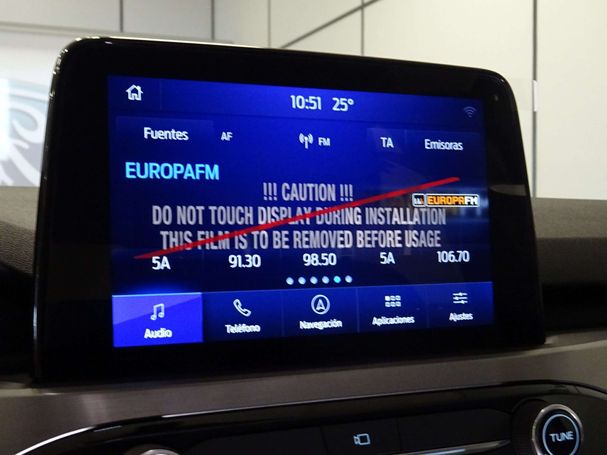 10:51 25°
Fuentes AF FM TA Emisoras
EUROPAFM
!!! CAUTION !!!
EUROPAFM
DO NOT TOUCH DISPLAY DURING INSTALLATION
THIS FILM IS TO BE REMOVED BEFORE USAGE
5A 91.30 98.50 5A 106.70
Audio Teléfono Navegación Aplicaciones Ajustes
TUNE